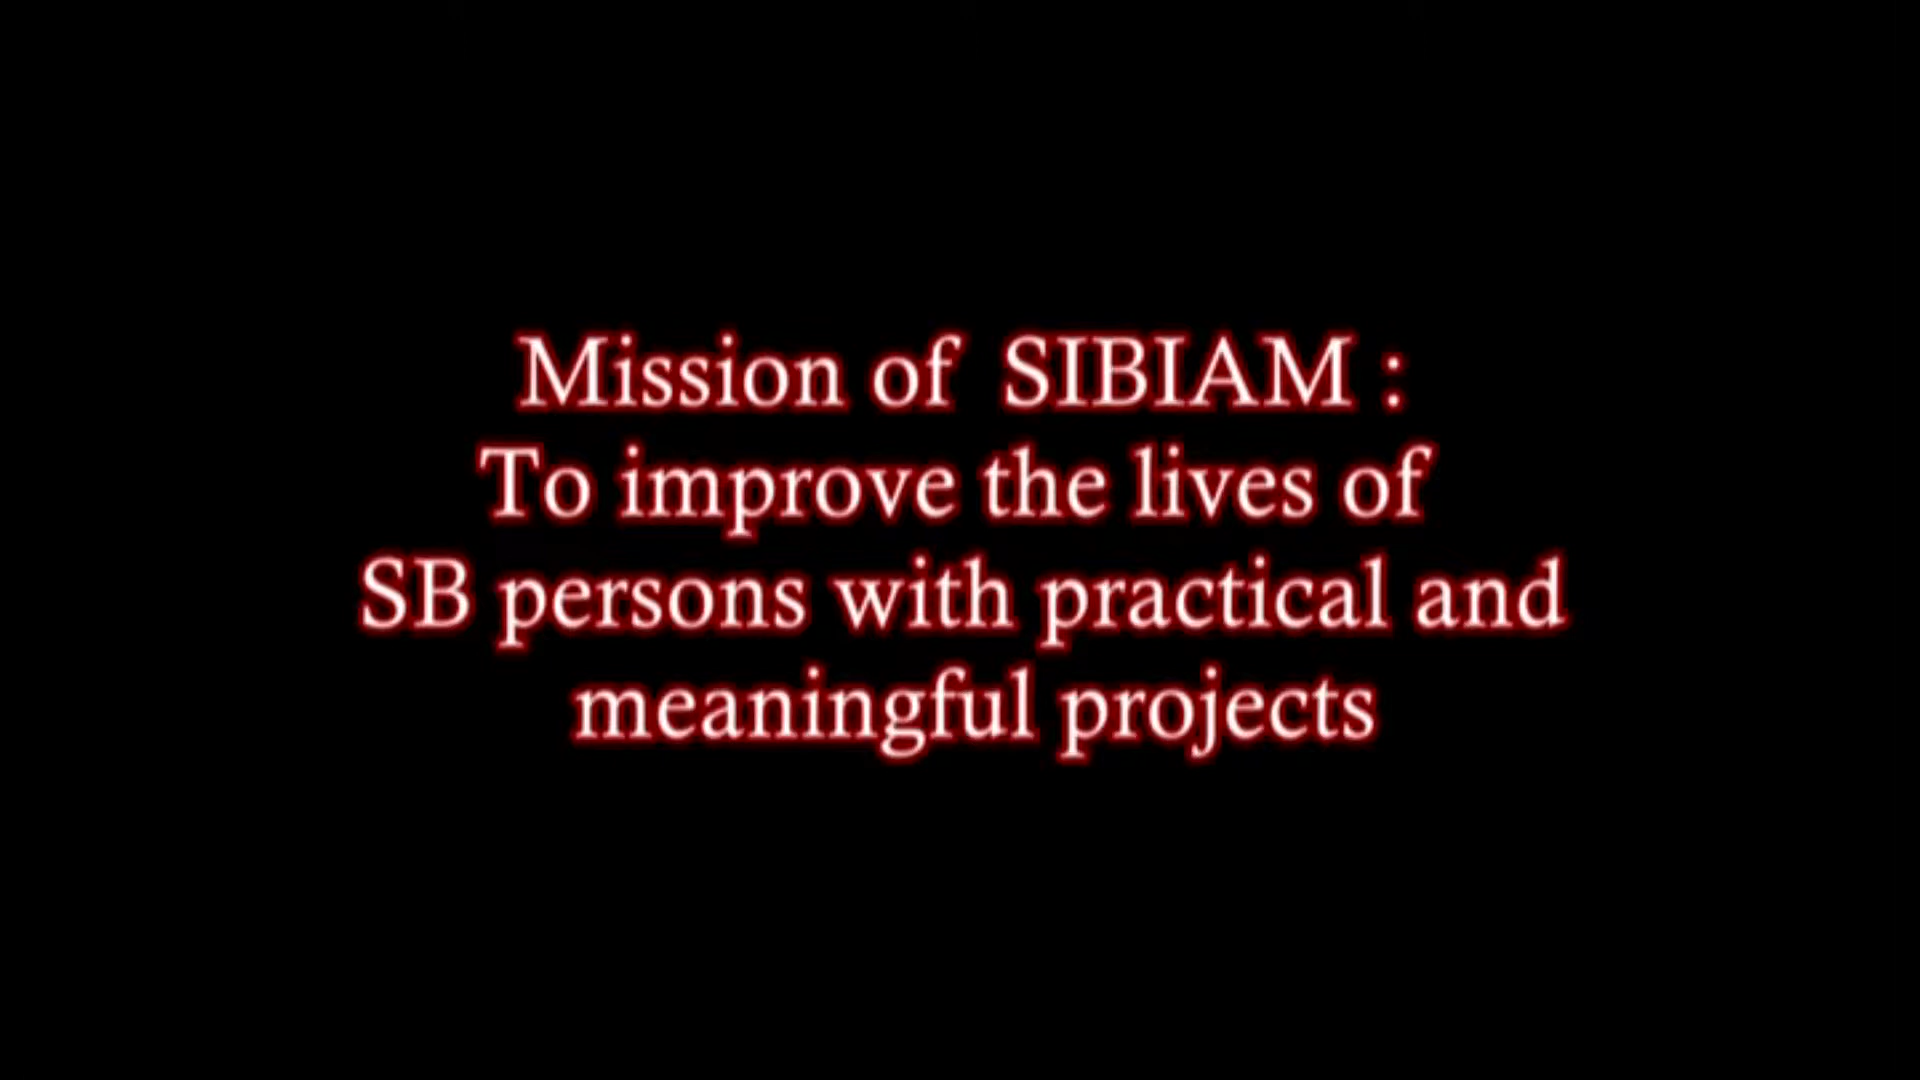 Mission of  SIBIAM :
To improve the lives of
SB persons with practical and
meaningful projects